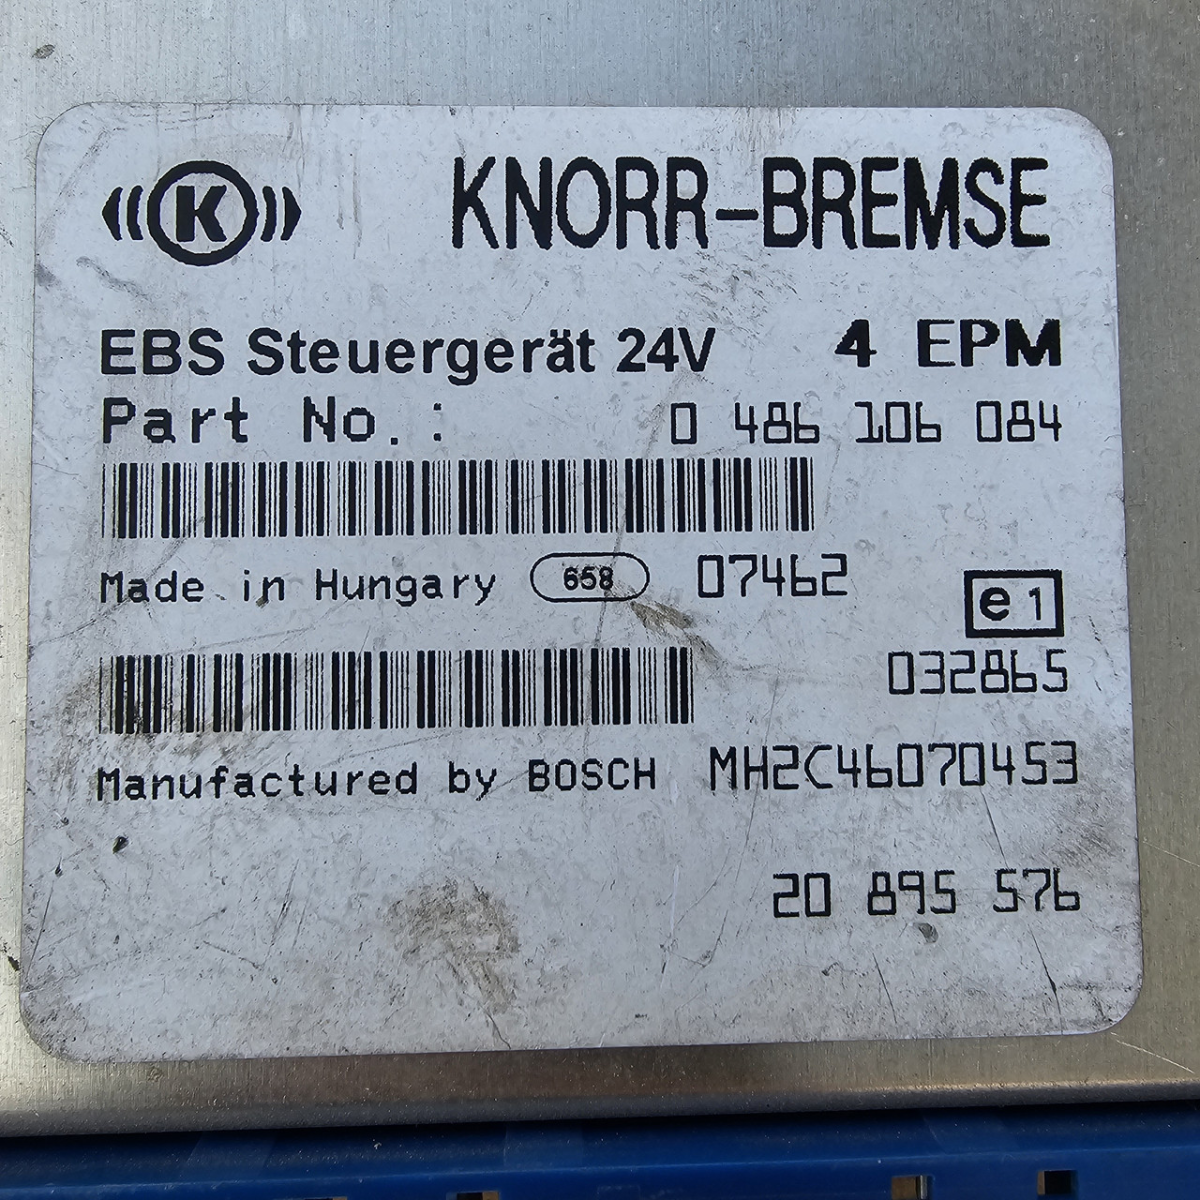 K KNORR-BREMSE
EBS Steuergerät 24V 4 EPM
Part No.: 0 486 106 084
Made in Hungary 658 07462
e1
032865
Manufactured by BOSCH MH2C46070453
20 895 576